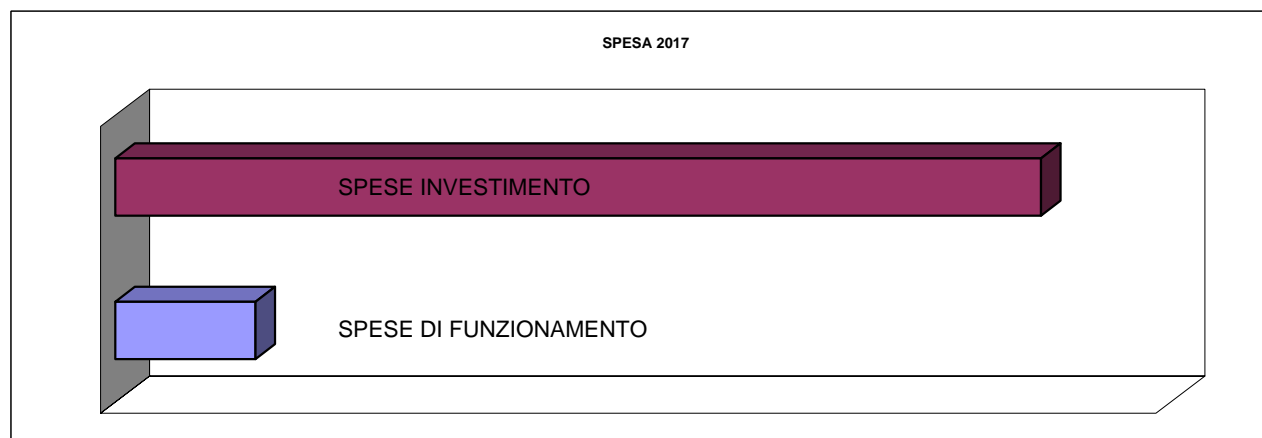 SPESA 2017
SPESE INVESTIMENTO
SPESE DI FUNZIONAMENTO